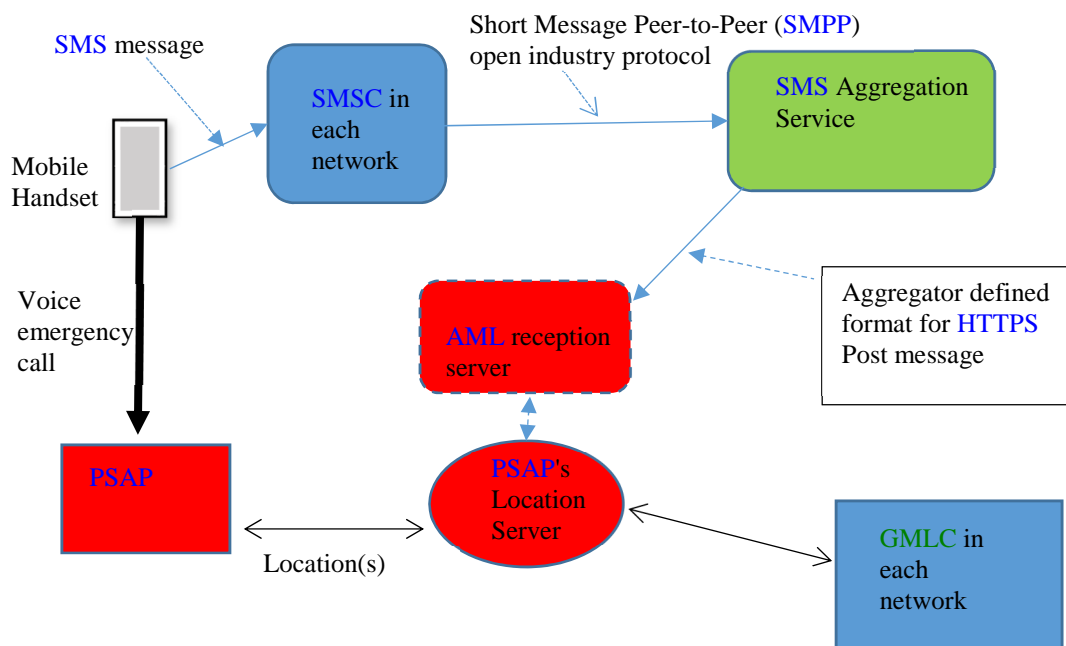 SMS message
Short Message Peer-to-Peer (SMPP)
open industry protocol
SMSC in
each
network
SMS Aggregation
Service
Mobile
Handset
Voice
emergency
call
AML reception
server
Aggregator defined
format for HTTPS
Post message
PSAP
PSAP's
Location
Server
Location(s)
GMLC in
each
network